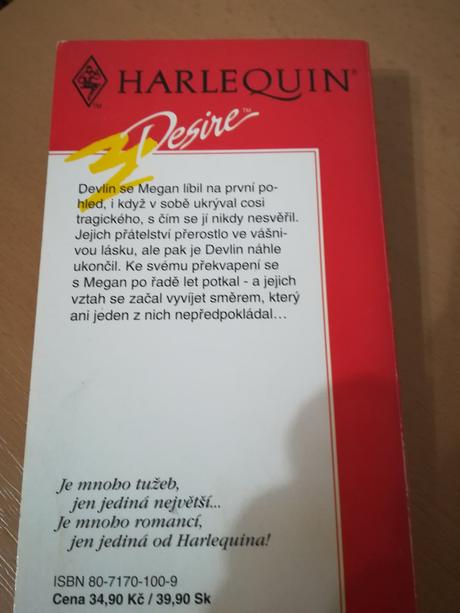 HARLEQUIN®
™
Desire™
Devlin se Megan líbil na první po-
hled, i když v sobě ukrýval cosi
tragického, s čím se jí nikdy nesvěřil.
Jejich přátelství přerostlo ve vášni-
vou lásku, ale pak je Devlin náhle
ukončil. Ke svému překvapení se
s Megan po řadě let potkal - a jejich
vztah se začal vyvíjet směrem, který
ani jeden z nich nepředpokládal...
Je mnoho tužeb,
jen jediná největší...
Je mnoho romancí,
jen jediná od Harlequina!
ISBN 80-7170-100-9
Cena 34,90 Kč / 39,90 Sk